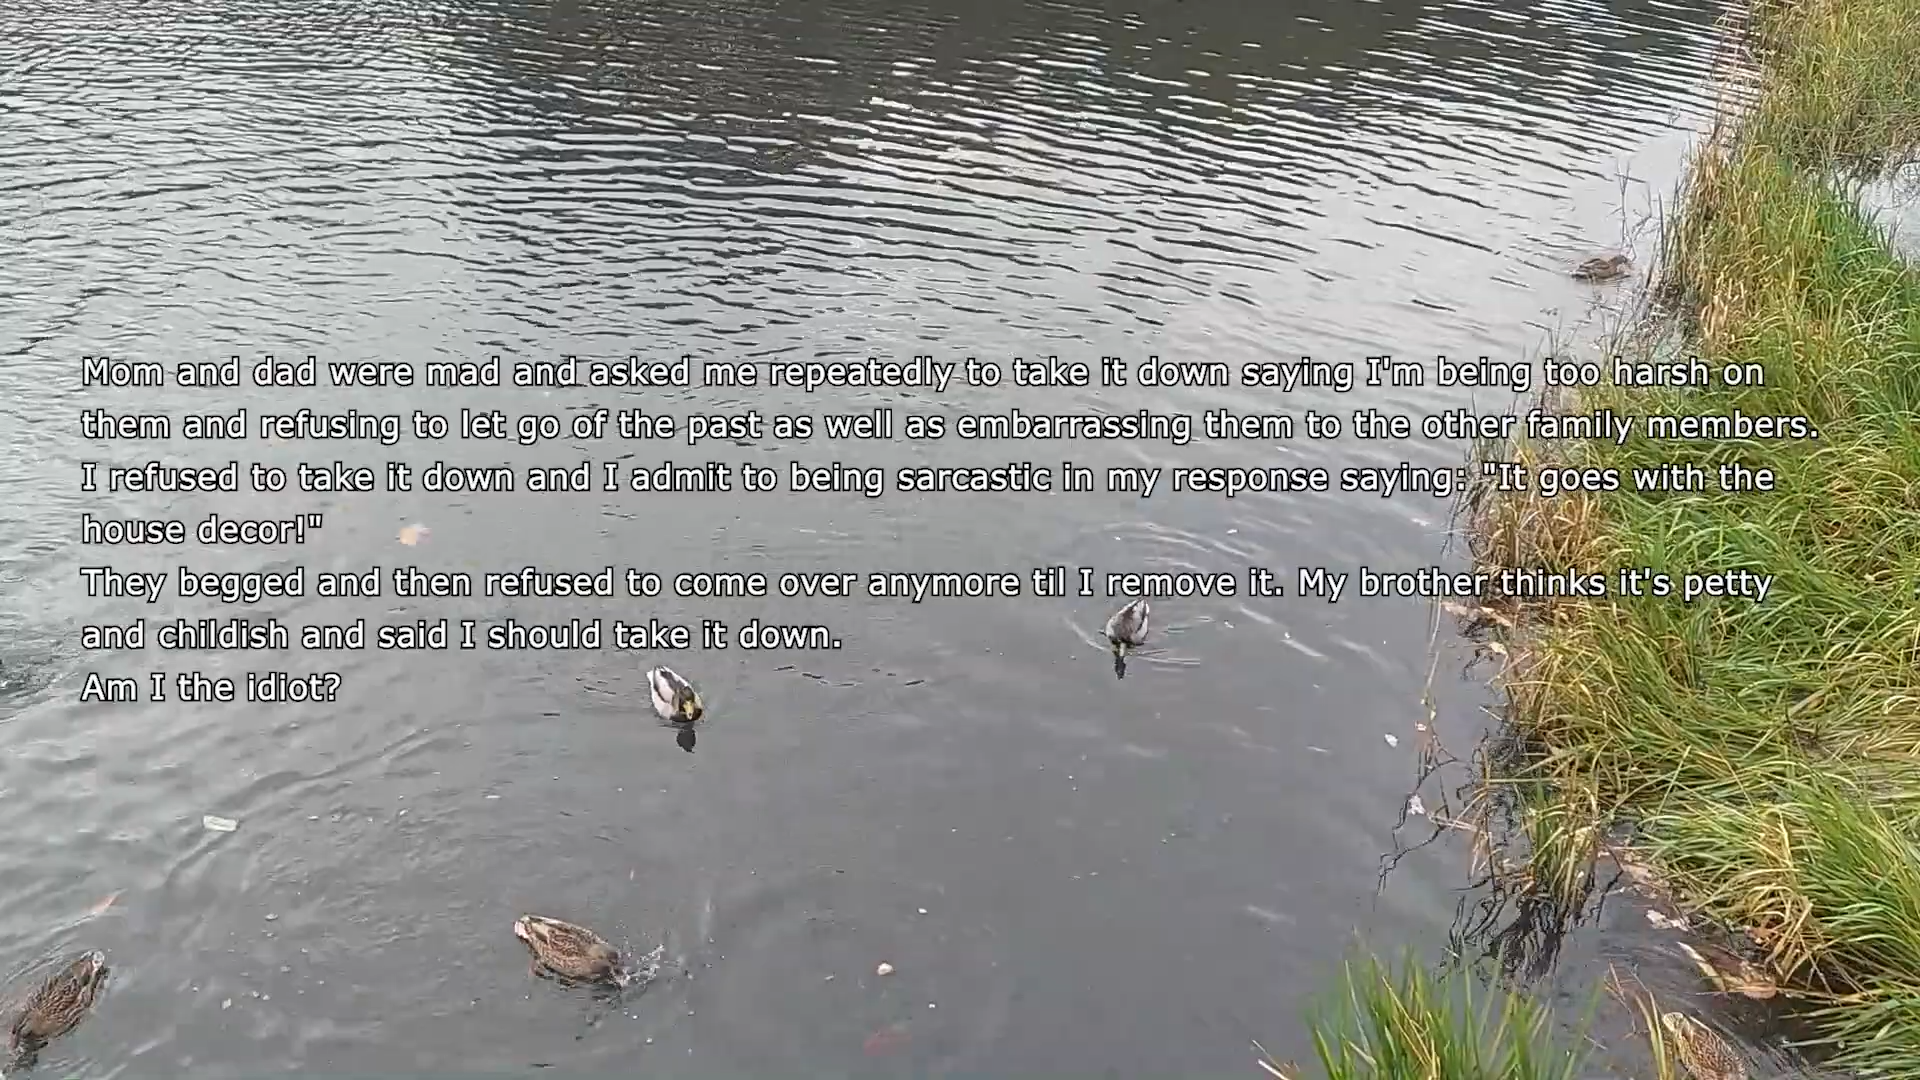 Mom and dad were mad and asked me repeatedly to take it down saying I'm being too harsh on
them and refusing to let go of the past as well as embarrassing them to the other family members.
I refused to take it down and I admit to being sarcastic in my response saying: "It goes with the
house decor!"
They begged and then refused to come over anymore til I remove it. My brother thinks it's petty
and childish and said I should take it down.
Am I the idiot?